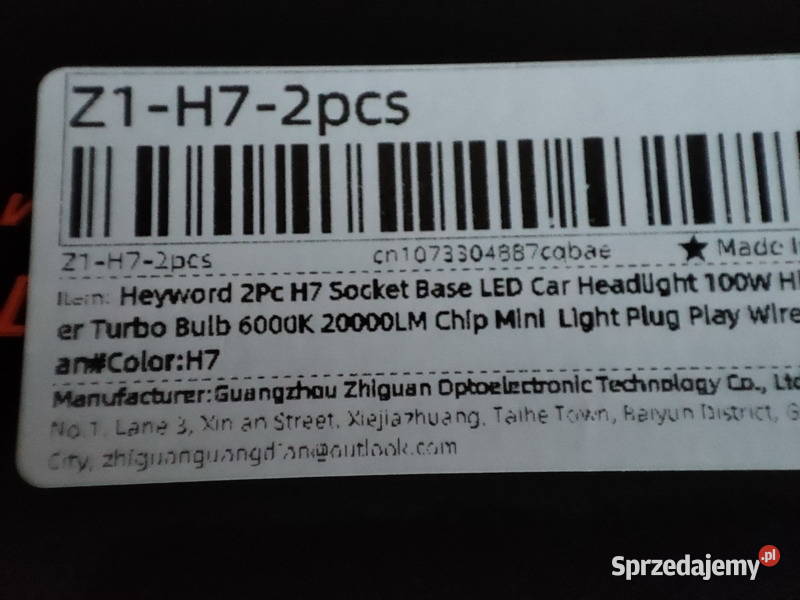 Z1-H7-2pcs
Z1-H7-2pcs cn1073304887cqbae ★ Made In
Item: Heyword 2Pc H7 Socket Base LED Car Headlight 100W H
er Turbo Bulb 6000K 20000LM Chip Mini Light Plug Play Wire
an#Color:H7
Manufacturer:Guangzhou Zhiguan Optoelectronic Technology Co., Ltd
No.1, Lane 3, Xin'an Street, Xiejiazhuang, Taihe Town, Baiyun District, G
City, zhiguanguangdian@outlook.com
Sprzedajemy.pl